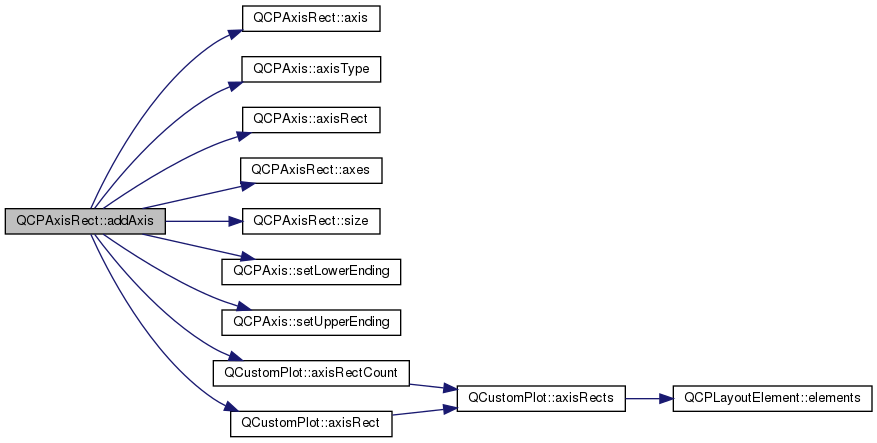 QCPAxisRect::axis
QCPAxis::axisType
QCPAxis::axisRect
QCPAxisRect::axes
QCPAxisRect::addAxis
QCPAxisRect::size
QCPAxis::setLowerEnding
QCPAxis::setUpperEnding
QCustomPlot::axisRectCount
QCustomPlot::axisRects
QCPLayoutElement::elements
QCustomPlot::axisRect